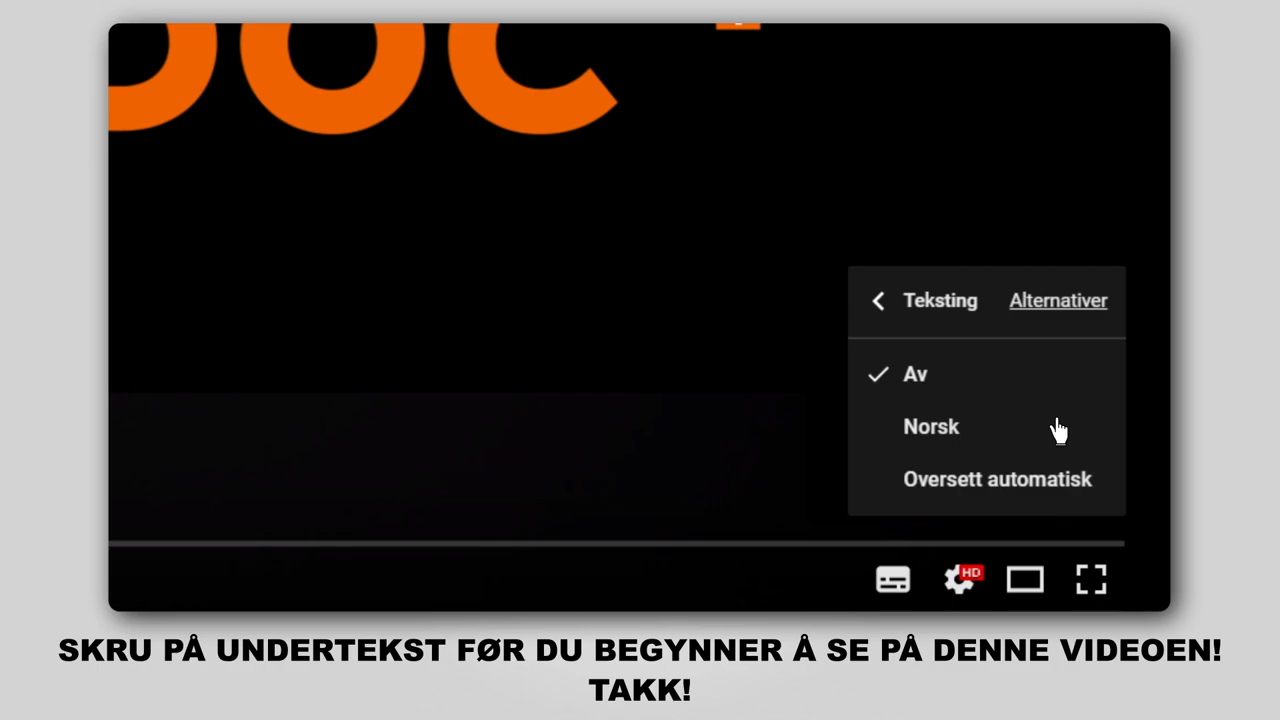 Teksting Alternativer
Av
Norsk
Oversett automatisk
HD
SKRU PÅ UNDERTEKST FØR DU BEGYNNER Å SE PÅ DENNE VIDEOEN!
TAKK!